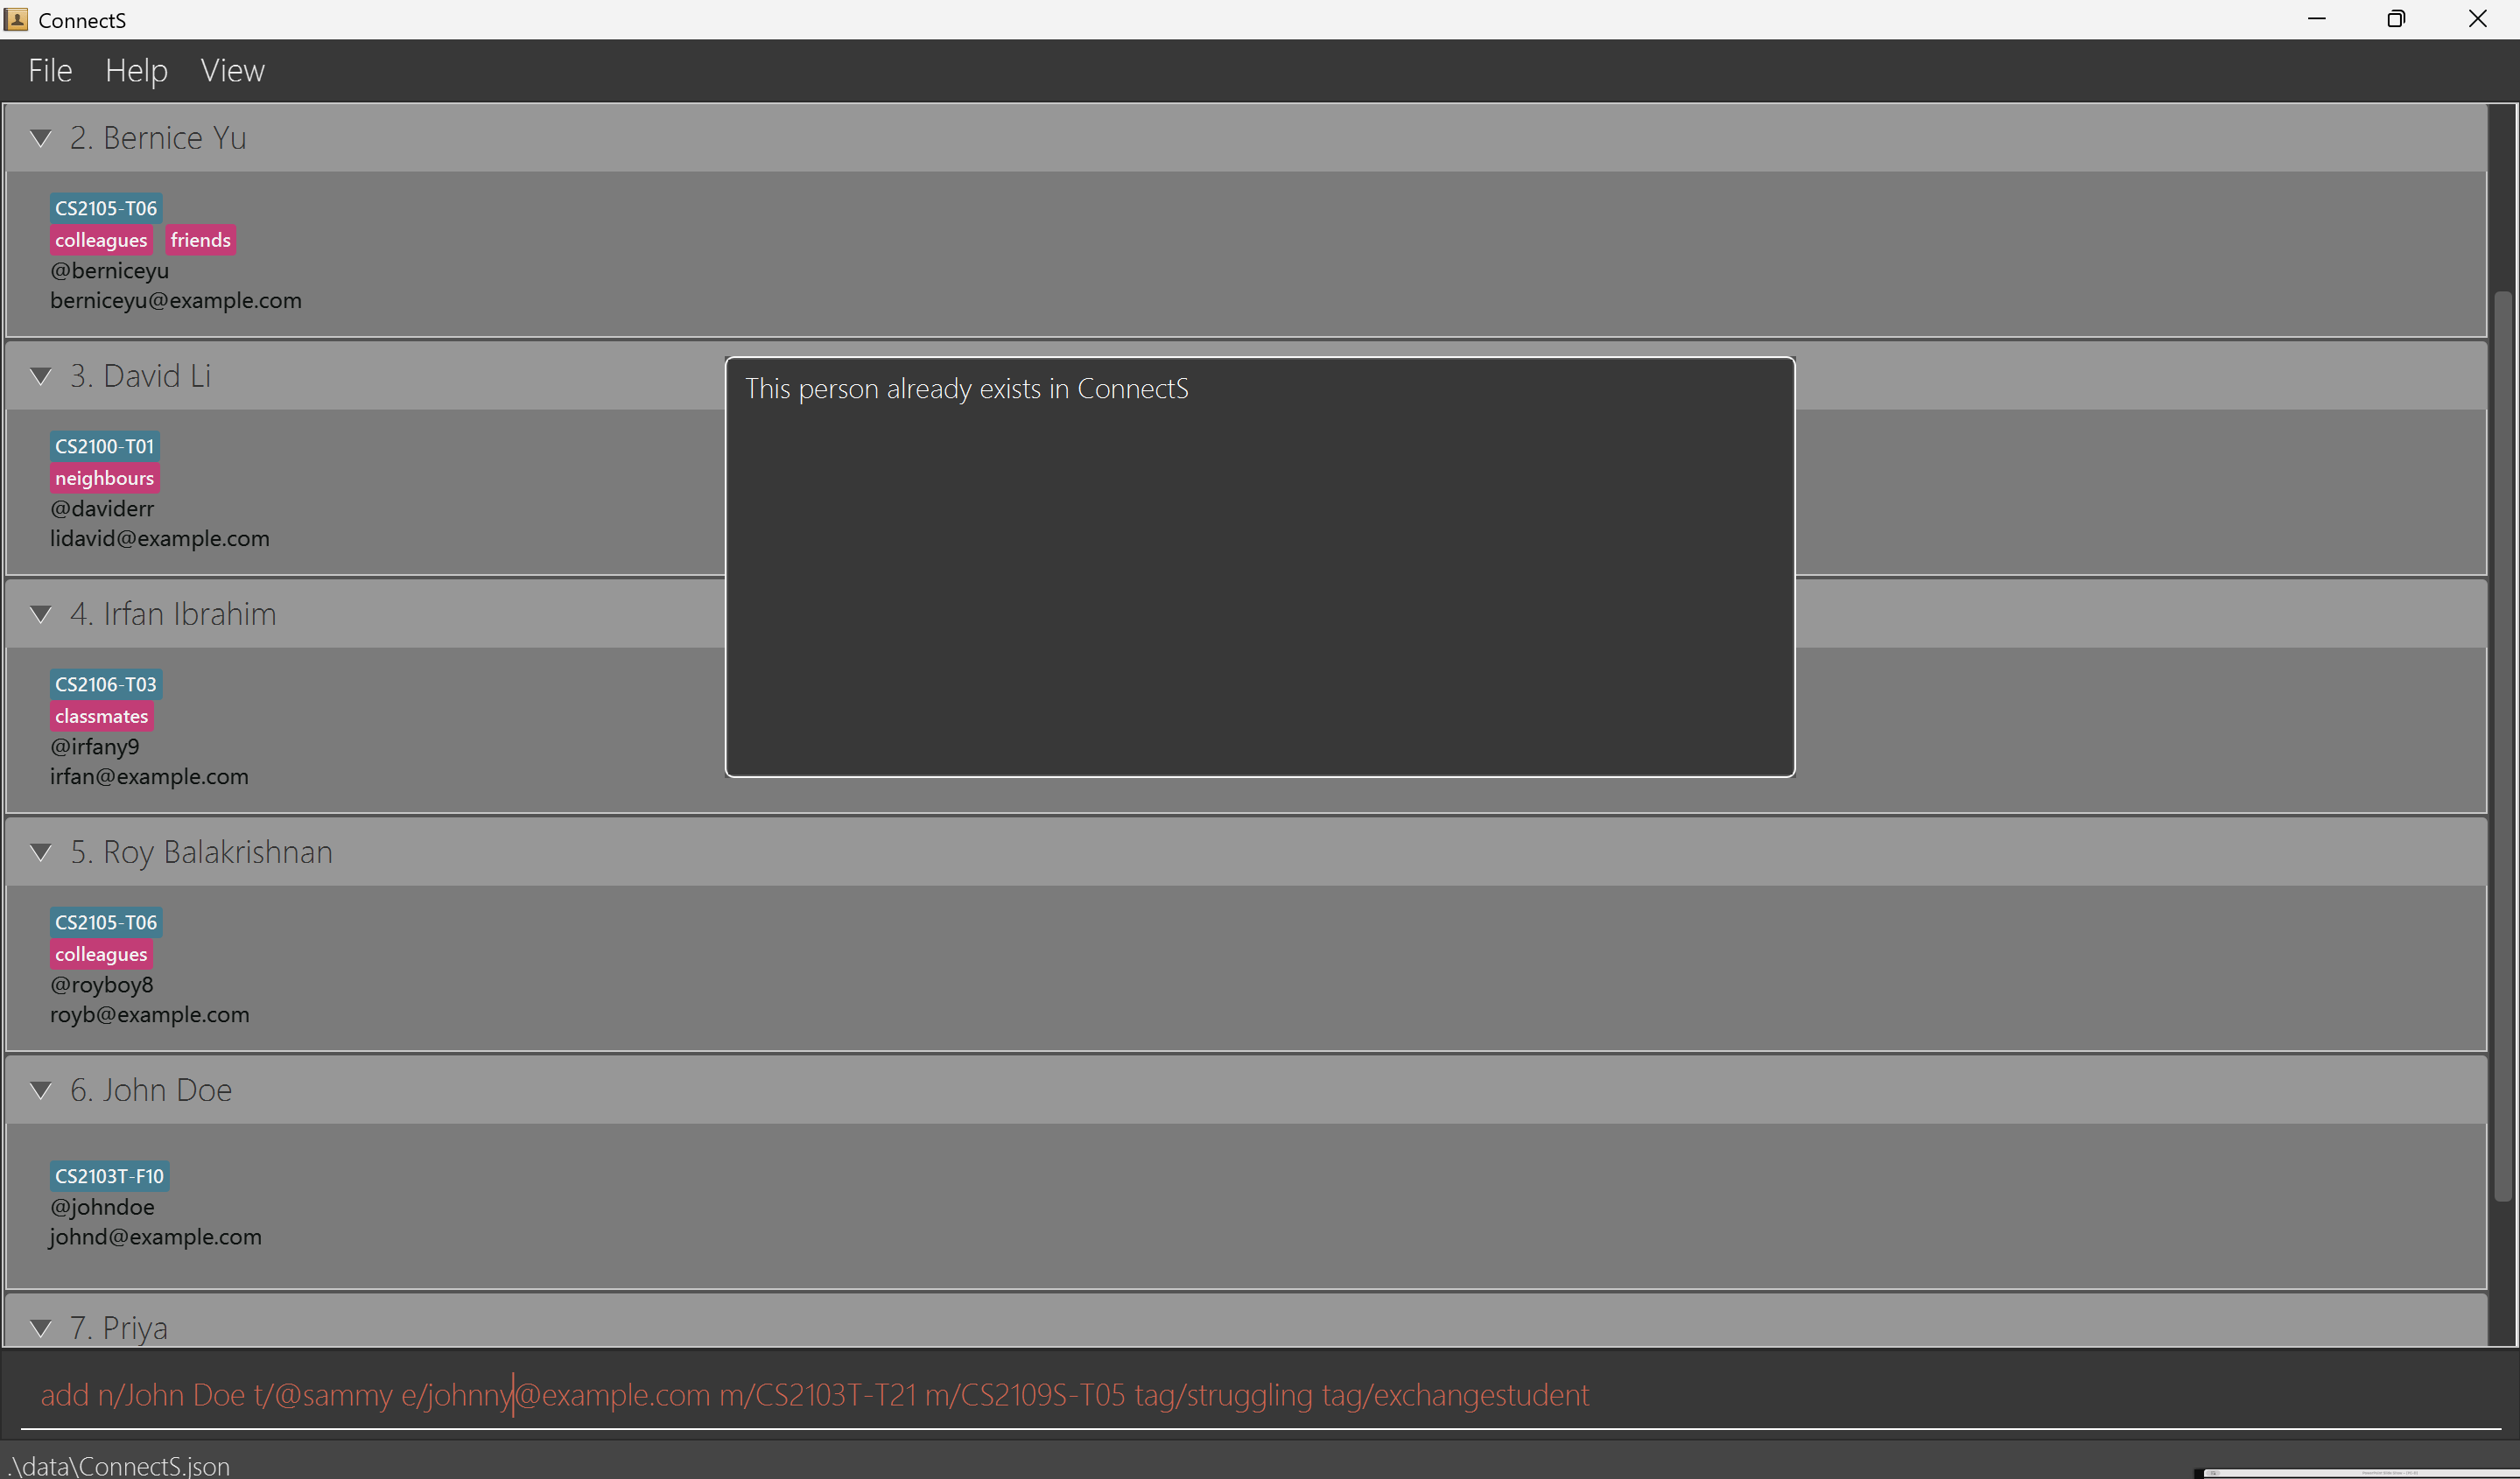 ConnectS
File Help View
2. Bernice Yu
CS2105-T06
colleagues friends
@berniceyu
berniceyu@example.com
3. David Li
This person already exists in ConnectS
CS2100-T01
neighbours
@daviderr
lidavid@example.com
4. Irfan Ibrahim
CS2106-T03
classmates
@irfany9
irfan@example.com
5. Roy Balakrishnan
CS2105-T06
colleagues
@royboy8
royb@example.com
6. John Doe
CS2103T-F10
@johndoe
johnd@example.com
7. Priya
add n/John Doe t/@sammy e/johnny@example.com m/CS2103T-T21 m/CS2109S-T05 tag/struggling tag/exchangestudent
.\data\ConnectS.json